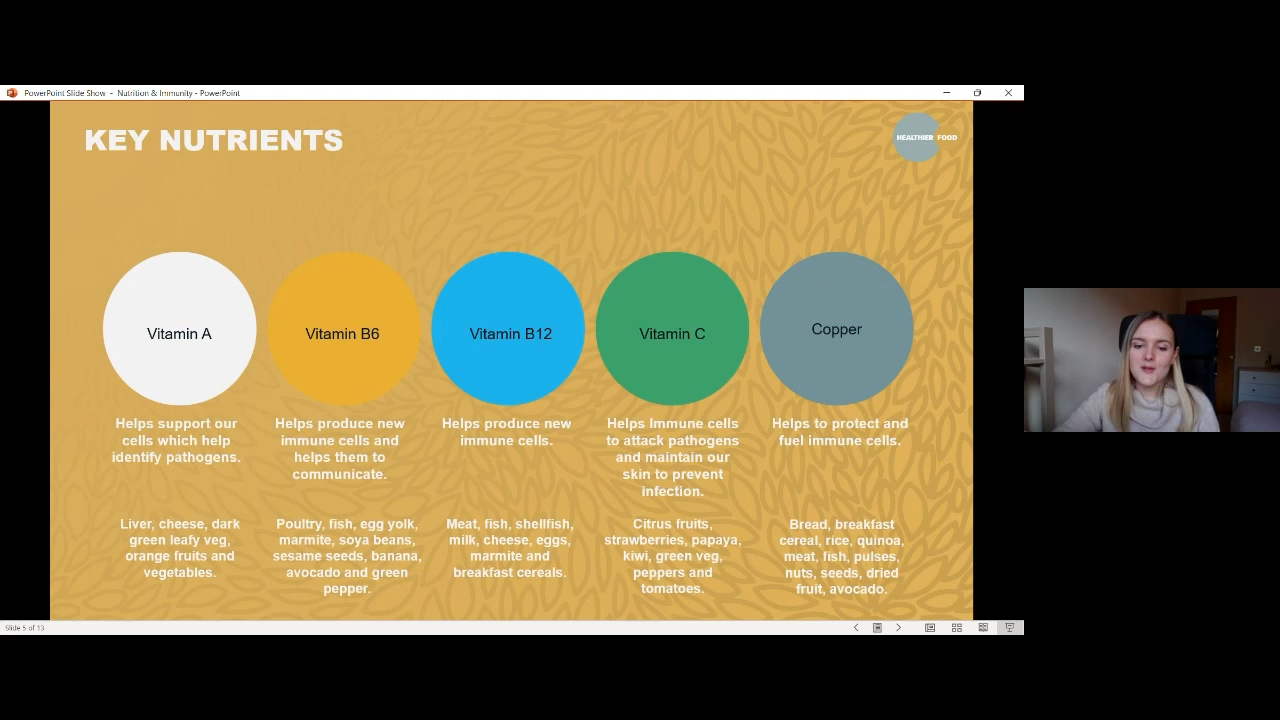 PowerPoint Slide Show - Nutrition & Immunity - PowerPoint
KEY NUTRIENTS
HEALTHIER FOOD
Vitamin A
Vitamin B6
Vitamin B12
Vitamin C
Copper
Helps support our
cells which help
identify pathogens.
Helps produce new
immune cells and
helps them to
communicate.
Helps produce new
immune cells.
Helps Immune cells
to attack pathogens
and maintain our
skin to prevent
infection.
Helps to protect and
fuel immune cells.
Liver, cheese, dark
green leafy veg,
orange fruits and
vegetables.
Poultry, fish, egg yolk,
marmite, soya beans,
sesame seeds, banana,
avocado and green
pepper.
Meat, fish, shellfish,
milk, cheese, eggs,
marmite and
breakfast cereals.
Citrus fruits,
strawberries, papaya,
kiwi, green veg,
peppers and
tomatoes.
Bread, breakfast
cereal, rice, quinoa,
meat, fish, pulses,
nuts, seeds, dried
fruit, avocado.
Slide 5 of 13